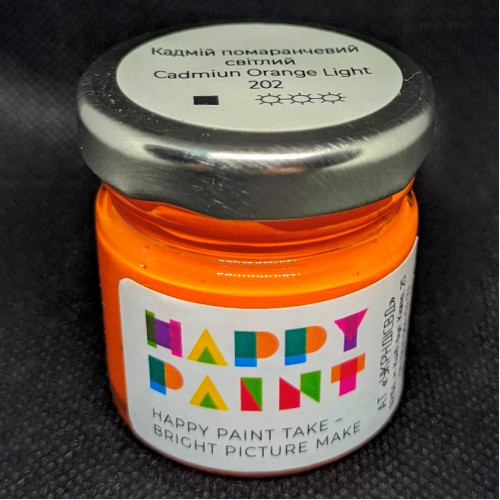 Кадмій помаранчевий
світлий
Cadmiun Orange Light
202
HAPPY
PAINT
HAPPY PAINT TAKE –
BRIGHT PICTURE MAKE